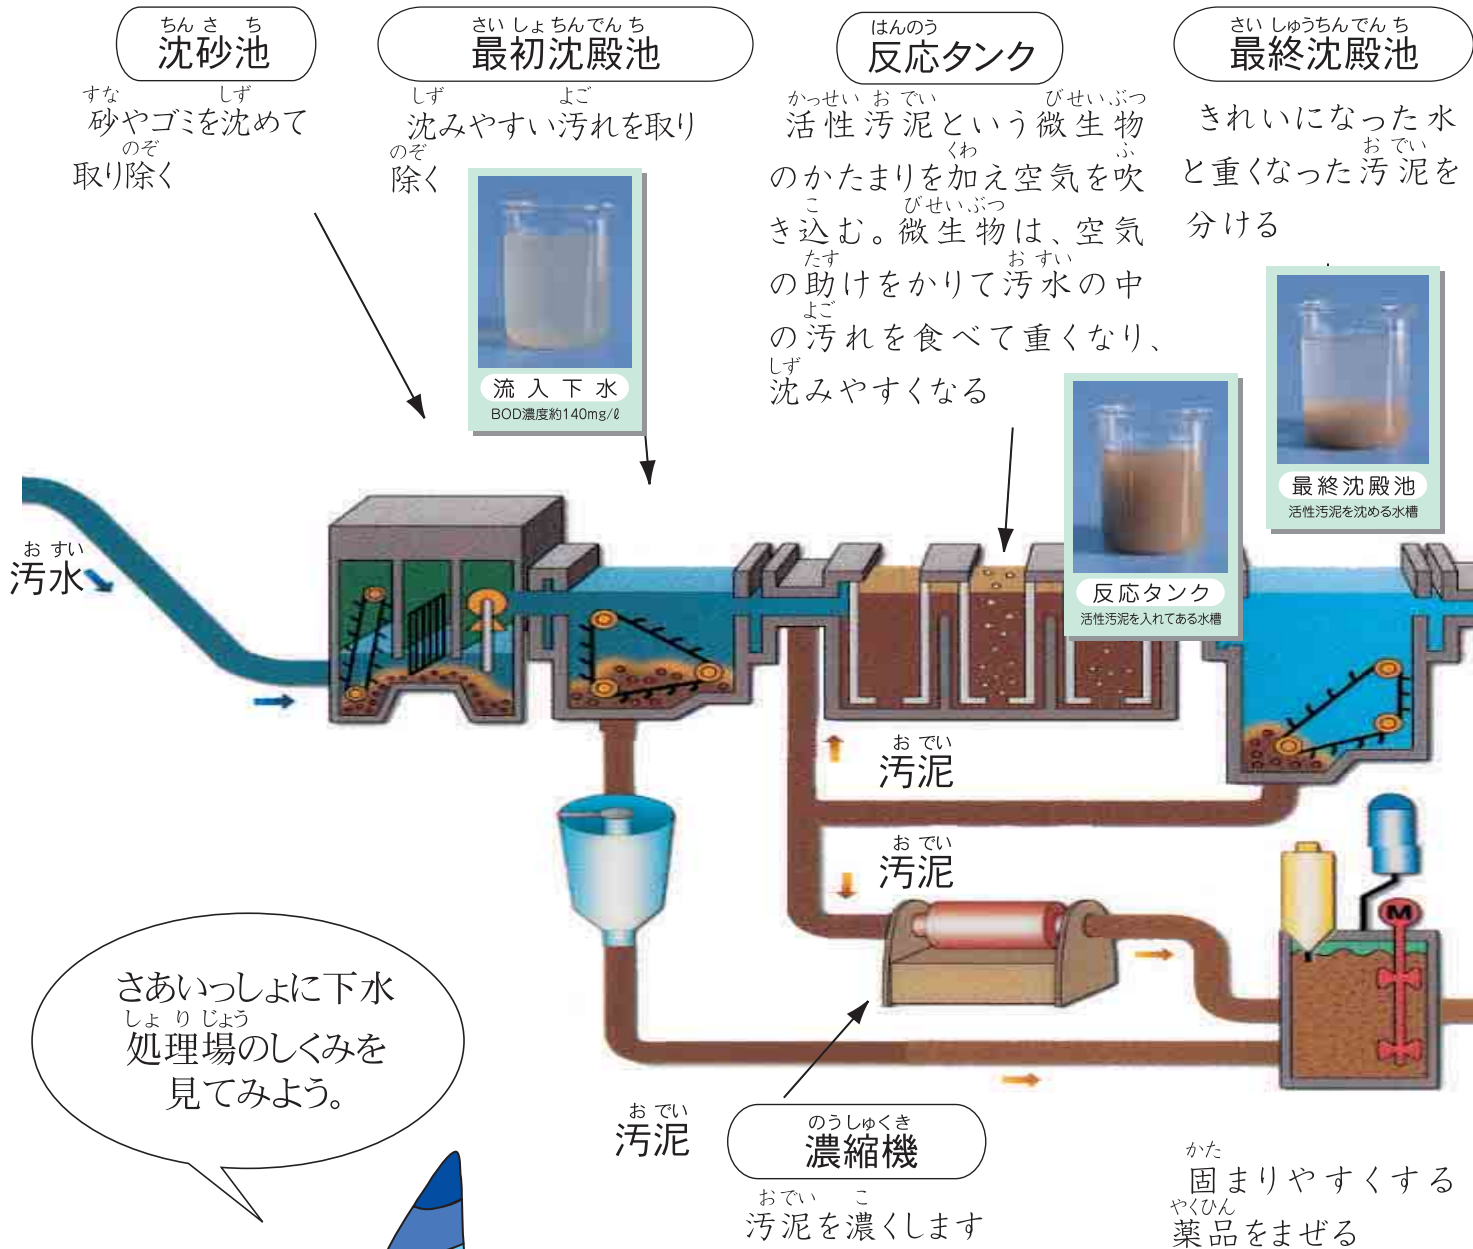 ちんさち
沈砂池
すな しず
砂やゴミを沈めて
のぞ
取り除く
さいしょちんでんち
最初沈殿池
しず よご
沈みやすい汚れを取り
のぞ
除く
流入下水
BOD濃度約140mg/ℓ
はんのう
反応タンク
かっせいおでい びせいぶつ
活性汚泥という微生物
くわ ふ
のかたまりを加え空気を吹
こ びせいぶつ
き込む。微生物は、空気
たす おすい
の助けをかりて汚水の中
よご
の汚れを食べて重くなり、
しず
沈みやすくなる
反応タンク
活性汚泥を入れてある水槽
さいしゅうちんでんち
最終沈殿池
きれいになった水
おでい
と重くなった汚泥を
分ける
最終沈殿池
活性汚泥を沈める水槽
おすい
汚水
おでい
汚泥
おでい
汚泥
M
さあいっしょに下水
しょりじょう
処理場のしくみを
見てみよう。
おでい
汚泥
のうしゅくき
濃縮機
おでい こ
汚泥を濃くします
かた
固まりやすくする
やくひん
薬品をまぜる